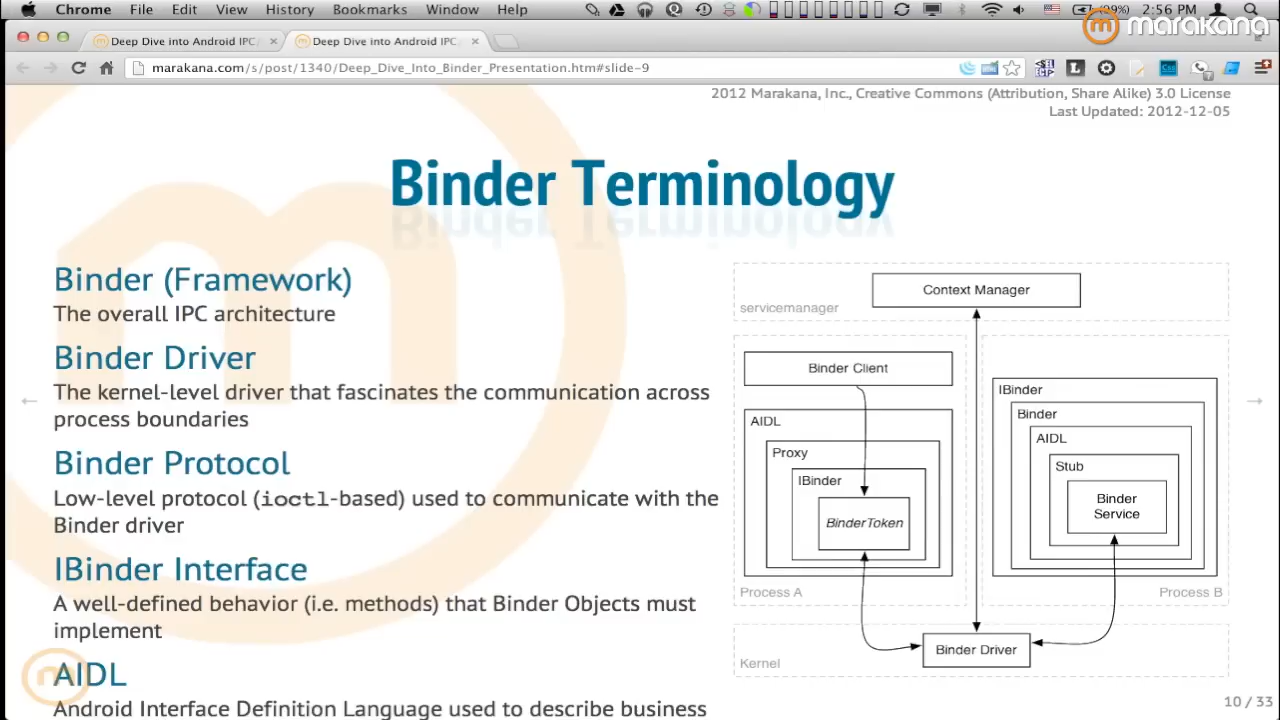 Chrome File Edit View History Bookmarks Window Help (99%) 2:56 PM
marakana
Deep Dive into Android IPC/ Deep Dive into Android IPC
marakana.com/s/post/1340/Deep_Dive_Into_Binder_Presentation.htm#slide-9
2012 Marakana, Inc., Creative Commons (Attribution, Share Alike) 3.0 License
Last Updated: 2012-12-05
Binder Terminology
Binder (Framework)
The overall IPC architecture
Binder Driver
The kernel-level driver that fascinates the communication across
process boundaries
Binder Protocol
Low-level protocol (ioctl-based) used to communicate with the
Binder driver
IBinder Interface
A well-defined behavior (i.e. methods) that Binder Objects must
implement
AIDL
Android Interface Definition Language used to describe business
Context Manager
servicemanager
Binder Client
AIDL
Proxy
IBinder
BinderToken
Process A
IBinder
Binder
AIDL
Stub
Binder
Service
Process B
Binder Driver
Kernel
10 / 33